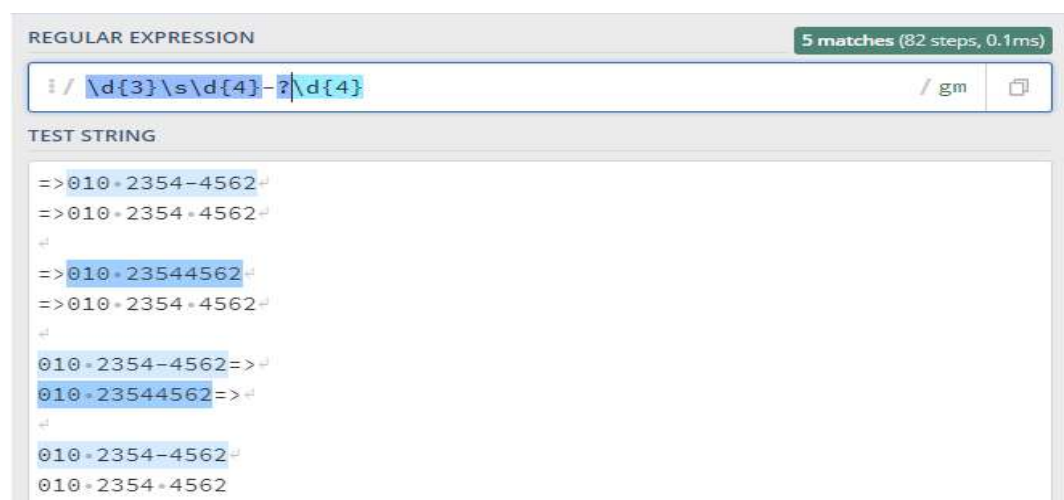 REGULAR EXPRESSION
5 matches (82 steps, 0.1ms)
/ \d{3}\s\d{4}-?\d{4} / gm
TEST STRING
=>010·2354-4562↵
=>010·2354·4562↵
↵
=>010·23544562↵
=>010·2354·4562↵
↵
010·2354-4562=>↵
010·23544562=>↵
↵
010·2354-4562↵
010·2354·4562